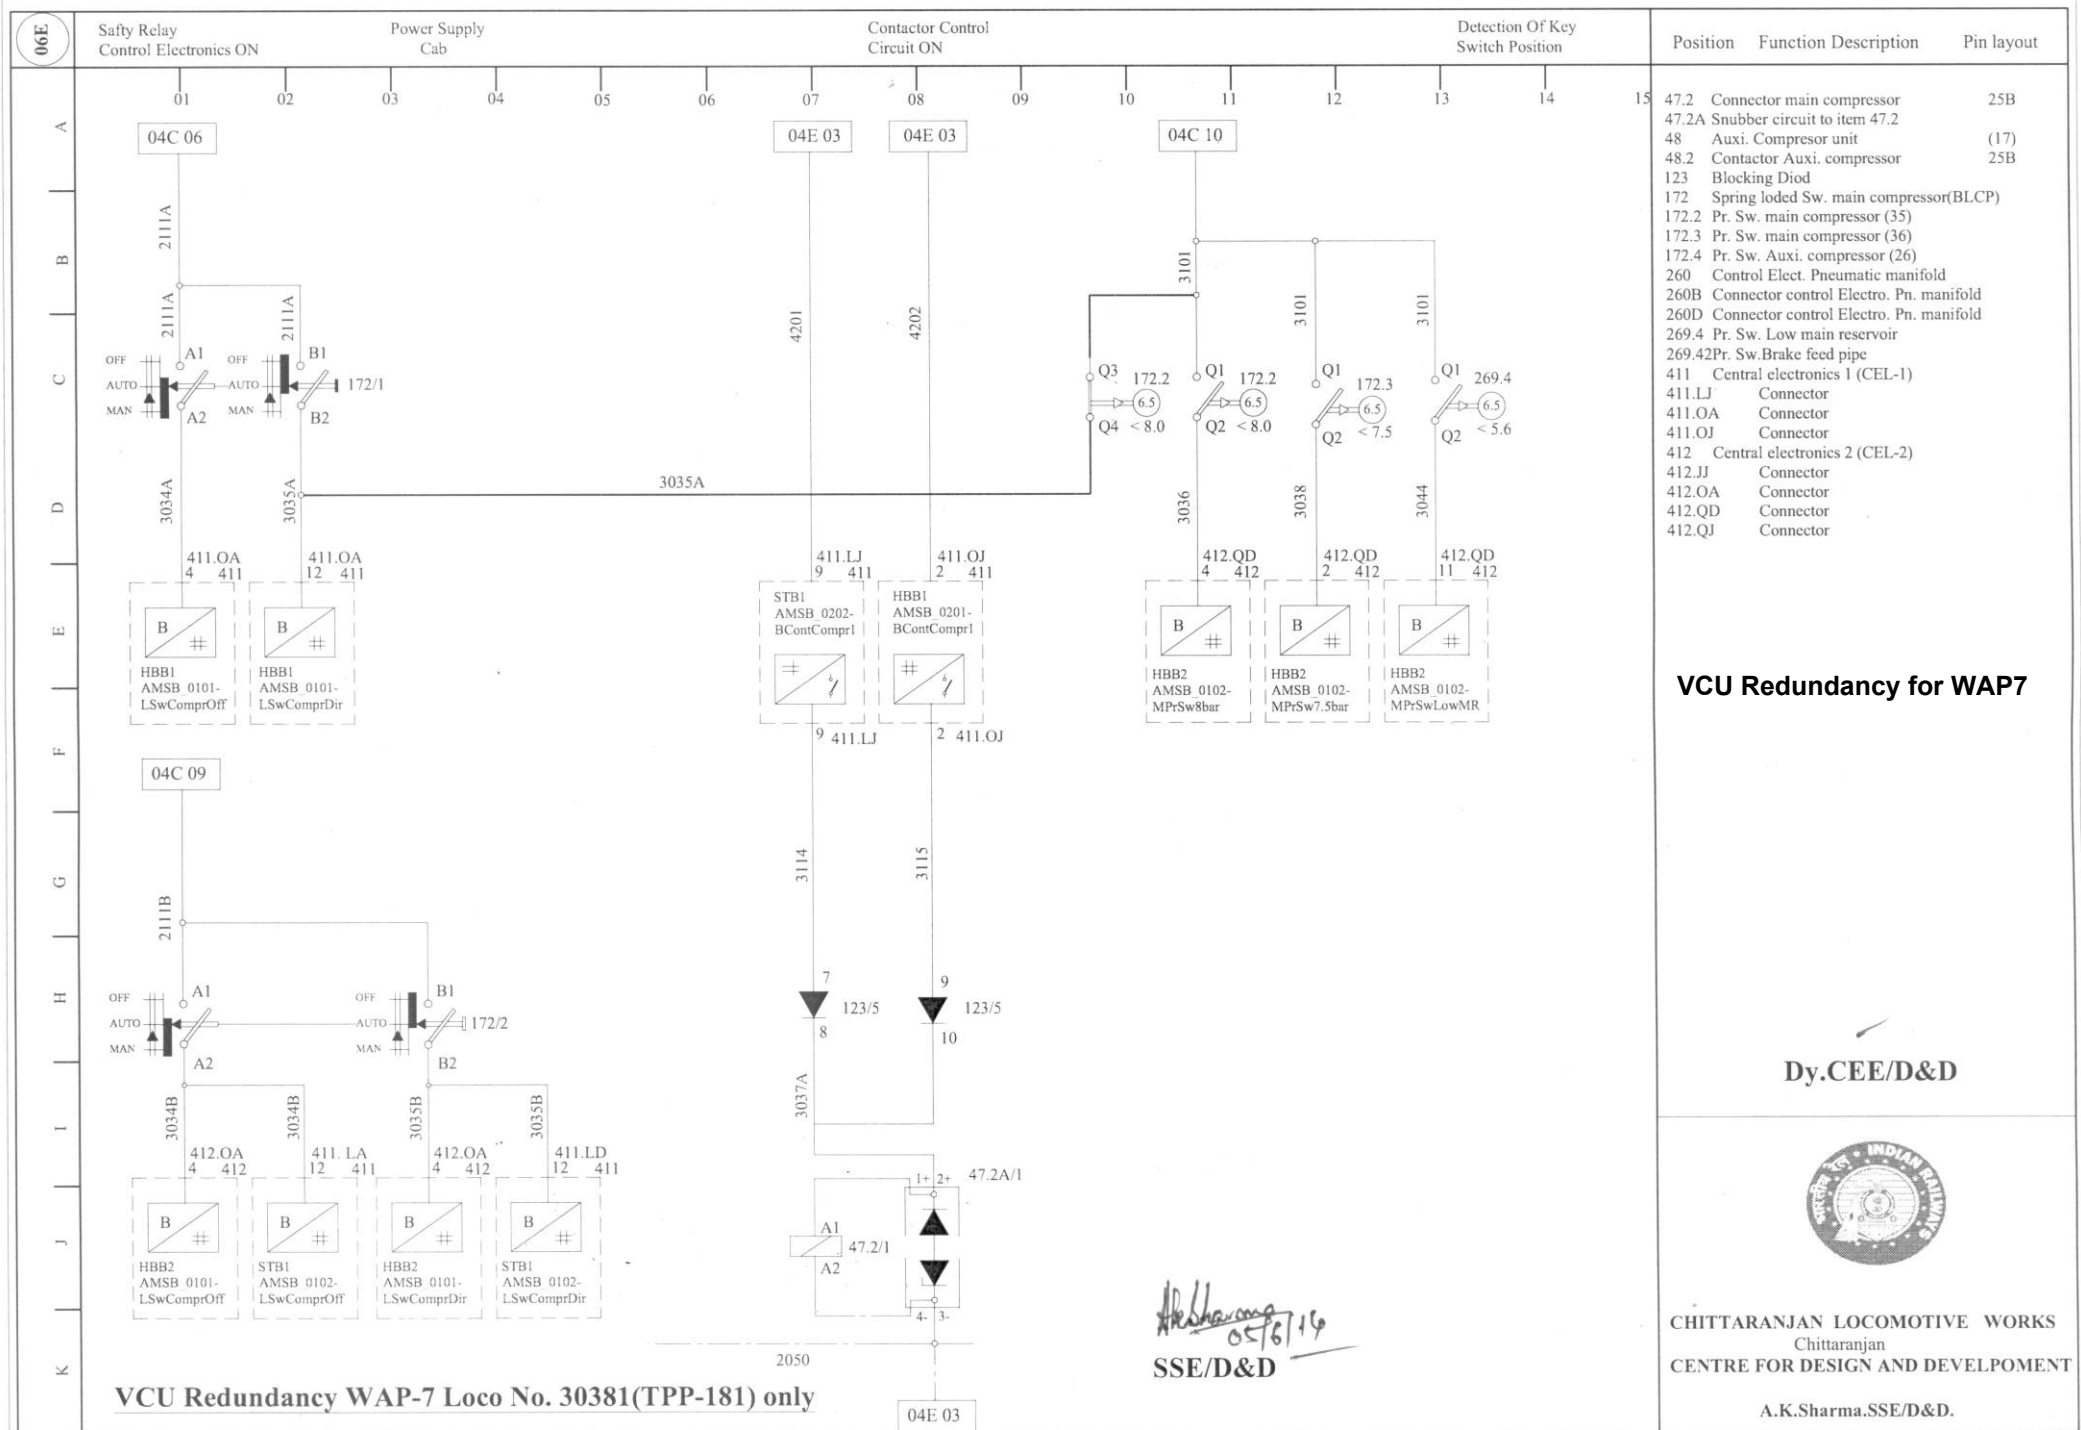 06E
Safty Relay
Control Electronics ON
Power Supply
Cab
Contactor Control
Circuit ON
Detection Of Key
Switch Position
Position Function Description Pin layout
01 02 03 04 05 06 07 08 09 10 11 12 13 14 15
A
B
C
D
E
F
G
H
I
J
K
04C 06
04E 03
04E 03
04C 10
2111A
2111A
2111A
4201
4202
3101
3101
3101
OFF
AUTO
MAN
A1
A2
OFF
AUTO
MAN
B1
B2
172/1
Q3
Q4
172.2
6.5
< 8.0
Q1
Q2
172.2
6.5
< 8.0
Q1
Q2
172.3
6.5
< 7.5
Q1
Q2
269.4
6.5
< 5.6
3034A
3035A
3035A
3036
3038
3044
411.OA
4 411
411.OA
12 411
411.LJ
9 411
411.OJ
2 411
412.QD
4 412
412.QD
2 412
412.QD
11 412
B
HBB1
AMSB_0101-
LSwComprOff
B
HBB1
AMSB_0101-
LSwComprDir
STB1
AMSB_0202-
BContCompr1
HBB1
AMSB_0201-
BContCompr1
B
HBB2
AMSB_0102-
MPrSw8bar
B
HBB2
AMSB_0102-
MPrSw7.5bar
B
HBB2
AMSB_0102-
MPrSwLowMR
9 411.LJ
2 411.OJ
04C 09
2111B
3114
3115
OFF
AUTO
MAN
A1
A2
OFF
AUTO
MAN
B1
B2
172/2
7
8
123/5
9
10
123/5
3034B
3034B
3035B
3035B
3037A
412.OA
4 412
411. LA
12 411
412.OA
4 412
411.LD
12 411
B
HBB2
AMSB 0101-
LSwComprOff
B
STB1
AMSB 0102-
LSwComprOff
B
HBB2
AMSB 0101-
LSwComprDir
B
STB1
AMSB 0102-
LSwComprDir
1+ 2+
47.2A/1
A1
47.2/1
A2
4- 3-
2050
04E 03
VCU Redundancy WAP-7 Loco No. 30381(TPP-181) only
05/6/14
SSE/D&D
47.2 Connector main compressor 25B
47.2A Snubber circuit to item 47.2
48 Auxi. Compresor unit (17)
48.2 Contactor Auxi. compressor 25B
123 Blocking Diod
172 Spring loded Sw. main compressor(BLCP)
172.2 Pr. Sw. main compressor (35)
172.3 Pr. Sw. main compressor (36)
172.4 Pr. Sw. Auxi. compressor (26)
260 Control Elect. Pneumatic manifold
260B Connector control Electro. Pn. manifold
260D Connector control Electro. Pn. manifold
269.4 Pr. Sw. Low main reservoir
269.42Pr. Sw.Brake feed pipe
411 Central electronics 1 (CEL-1)
411.LJ Connector
411.OA Connector
411.OJ Connector
412 Central electronics 2 (CEL-2)
412.JJ Connector
412.OA Connector
412.QD Connector
412.QJ Connector
VCU Redundancy for WAP7
Dy.CEE/D&D
भारतीय रेल
INDIAN RAILWAYS
CHITTARANJAN LOCOMOTIVE WORKS
Chittaranjan
CENTRE FOR DESIGN AND DEVELPOMENT
A.K.Sharma.SSE/D&D.